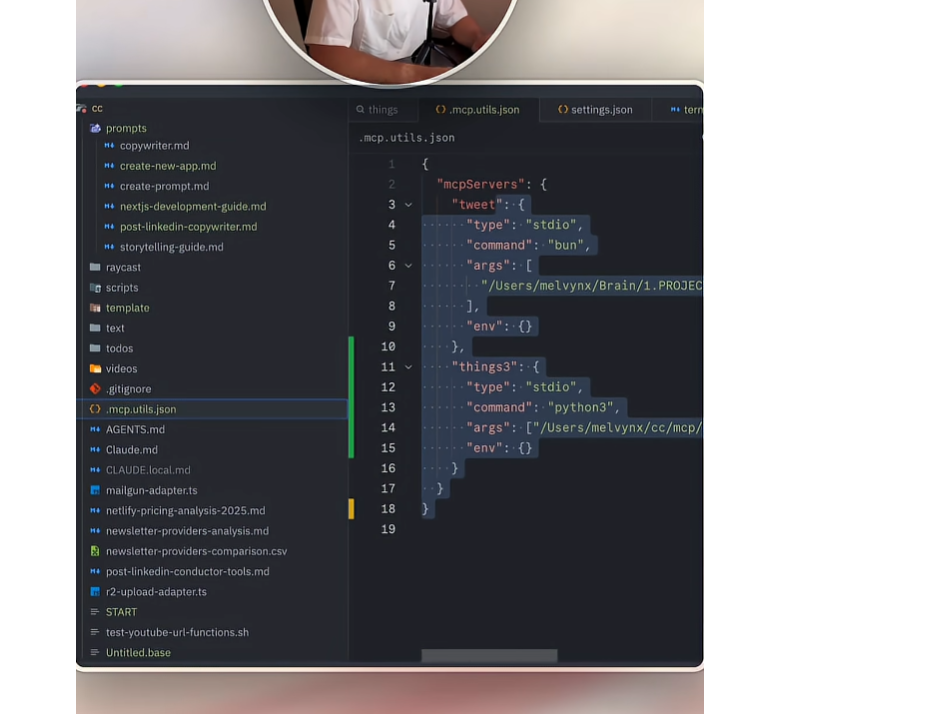 cc
prompts
copywriter.md
create-new-app.md
create-prompt.md
nextjs-development-guide.md
post-linkedin-copywriter.md
storytelling-guide.md
raycast
scripts
template
text
todos
videos
.gitignore
.mcp.utils.json
AGENTS.md
Claude.md
CLAUDE.local.md
mailgun-adapter.ts
netlify-pricing-analysis-2025.md
newsletter-providers-analysis.md
newsletter-providers-comparison.csv
post-linkedin-conductor-tools.md
r2-upload-adapter.ts
START
test-youtube-url-functions.sh
Untitled.base
things .mcp.utils.json settings.json term
.mcp.utils.json
1 {
2 "mcpServers": {
3 "tweet": {
4 "type": "stdio",
5 "command": "bun",
6 "args": [
7 "/Users/melvynx/Brain/1.PROJEC
8 ],
9 "env": {}
10 },
11 "things3": {
12 "type": "stdio",
13 "command": "python3",
14 "args": ["/Users/melvynx/cc/mcp/
15 "env": {}
16 }
17 }
18 }
19